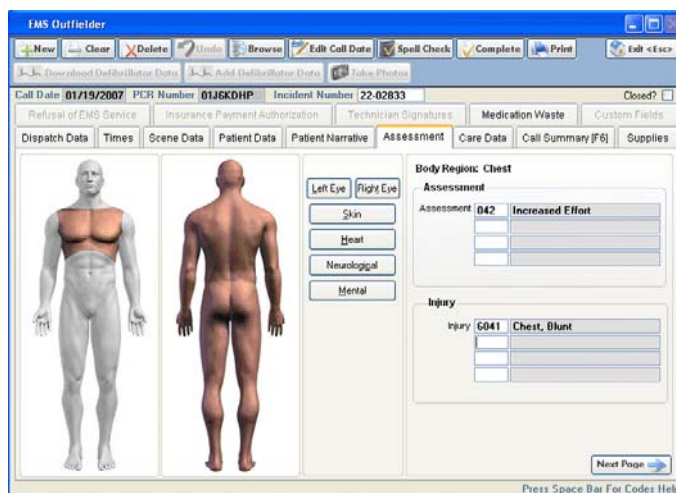 EMS Outfielder
New Clear Delete Undo Browse Edit Call Date Spell Check Complete Print Exit <Esc>
Download Defibrillator Data Add Defibrillator Data Take Photos
Call Date 01/19/2007 PCR Number 01J6KDHP Incident Number 22-02833 Closed?
Refusal of EMS Service Insurance Payment Authorization Technician Signatures Medication Waste Custom Fields
Dispatch Data Times Scene Data Patient Data Patient Narrative Assessment Care Data Call Summary [F6] Supplies
Body Region: Chest
Left Eye Right Eye
Assessment
Skin
Assessment 042 Increased Effort
Heart
Neurological
Mental
Injury
Injury 6041 Chest, Blunt
Next Page
Press Space Bar For Codes Help